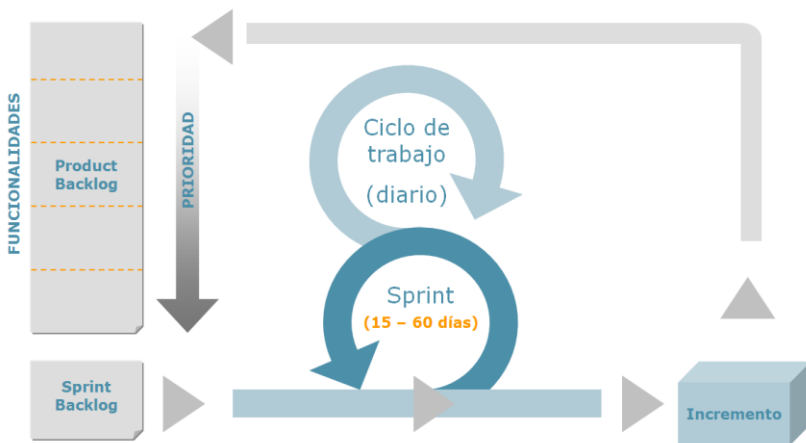 FUNCIONALIDADES
Product
Backlog
PRIORIDAD
Ciclo de
trabajo
(diario)
Sprint
(15 – 60 días)
Sprint
Backlog
Incremento